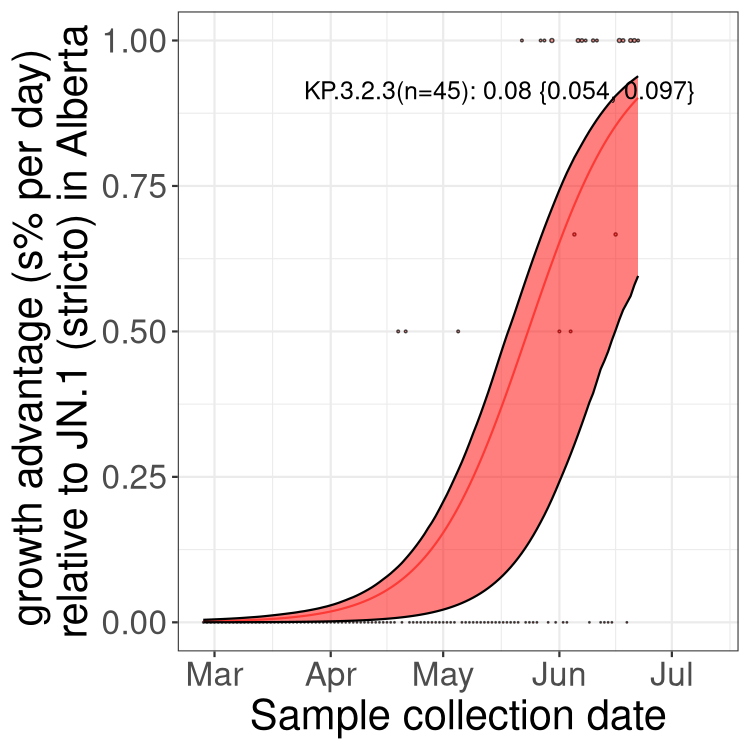 growth advantage (s% per day)
relative to JN.1 (stricto) in Alberta
1.00
0.75
0.50
0.25
0.00
KP.3.2.3(n=45): 0.08 {0.054, 0.097}
Mar Apr May Jun Jul
Sample collection date